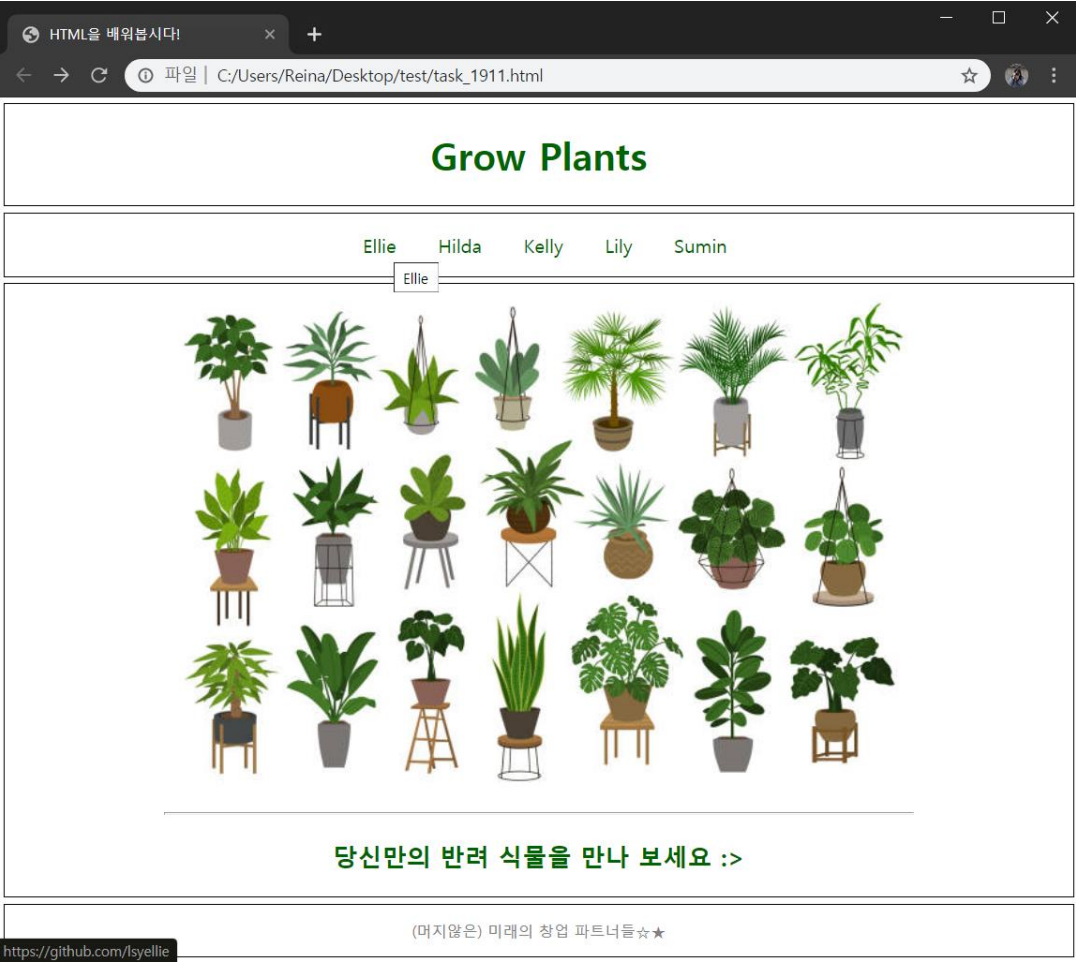 HTML을 배워봅시다!
파일 | C:/Users/Reina/Desktop/test/task_1911.html
Grow Plants
Ellie Hilda Kelly Lily Sumin
Ellie
당신만의 반려 식물을 만나 보세요 :>
(머지않은) 미래의 창업 파트너들☆★
https://github.com/lsyellie